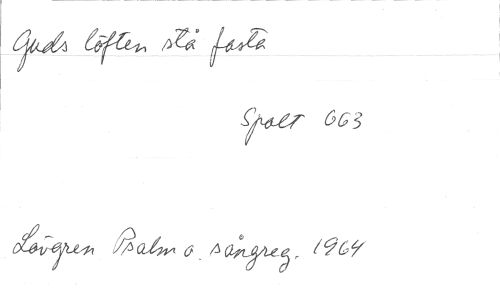 Guds löften stå fasta
Spalt 663
Lövgren Psalm o. sångreg. 1964